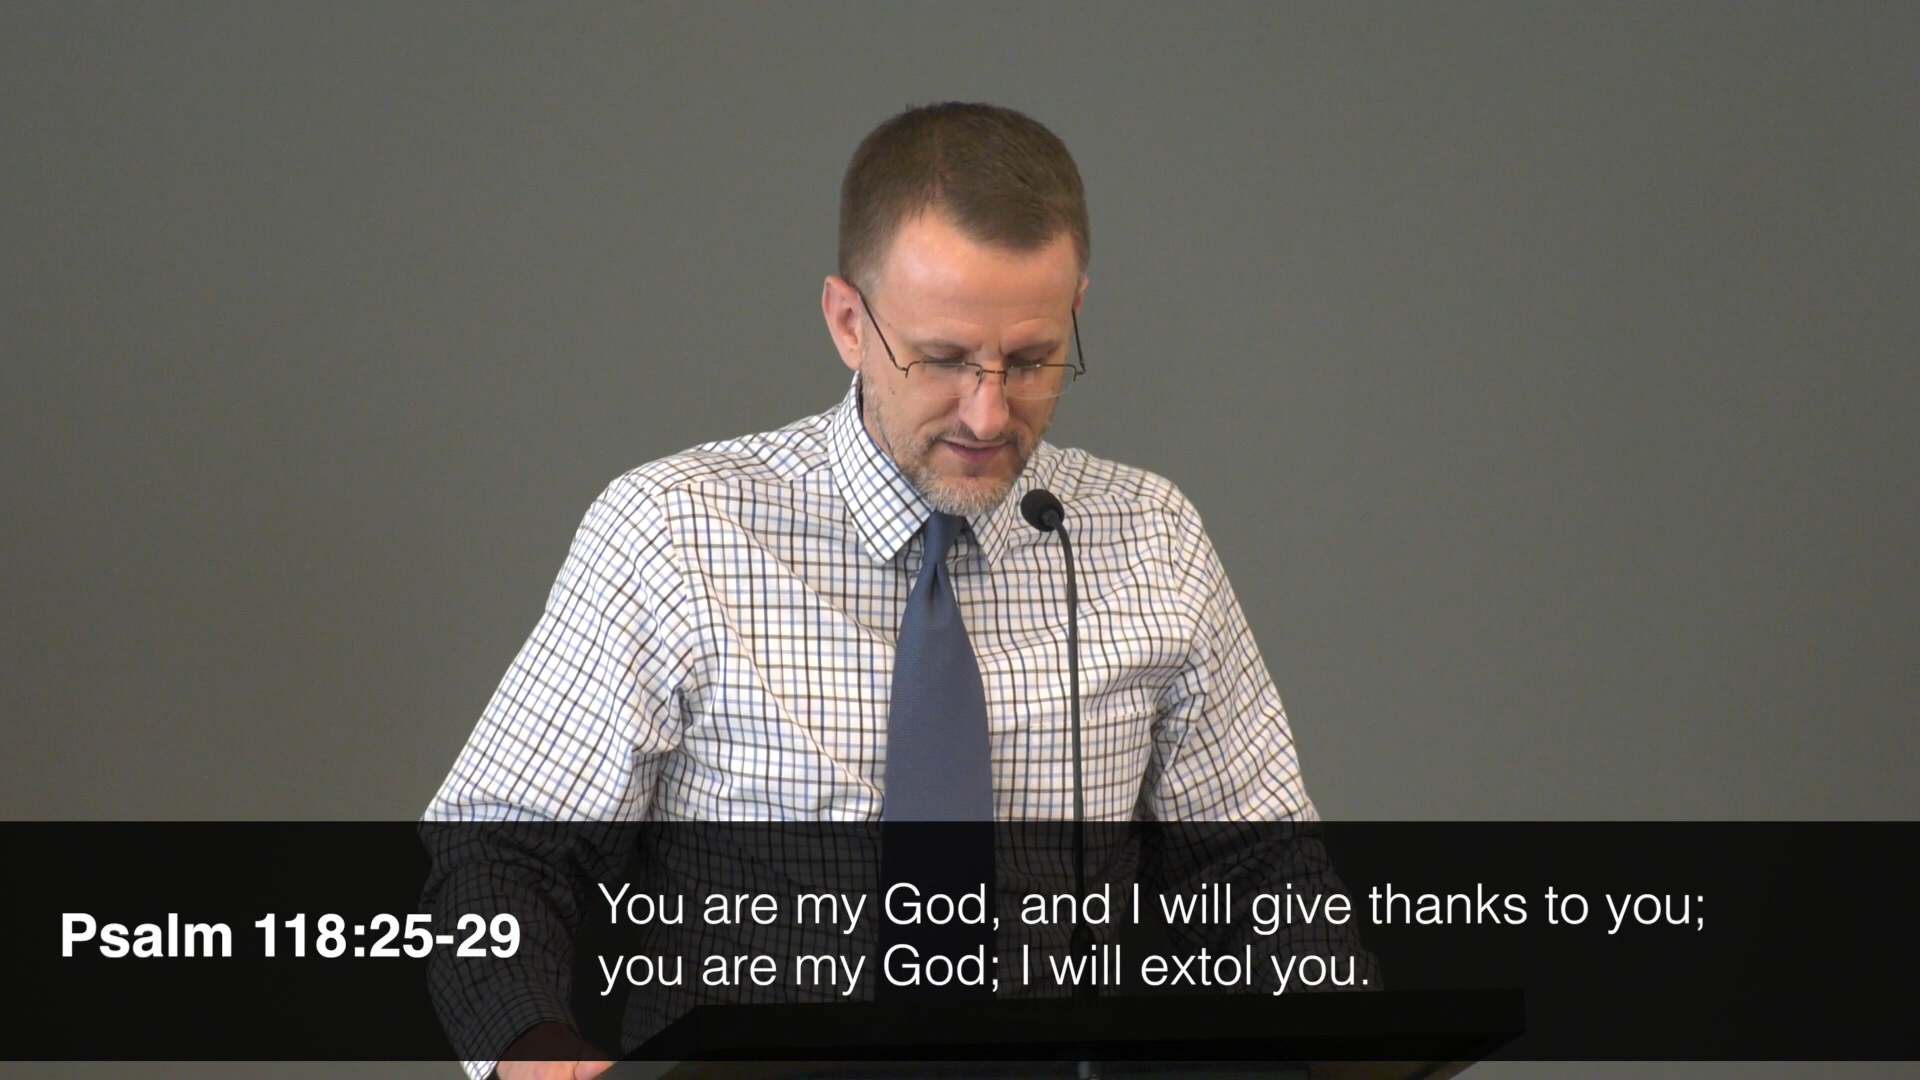 Psalm 118:25-29
You are my God, and I will give thanks to you;
you are my God; I will extol you.